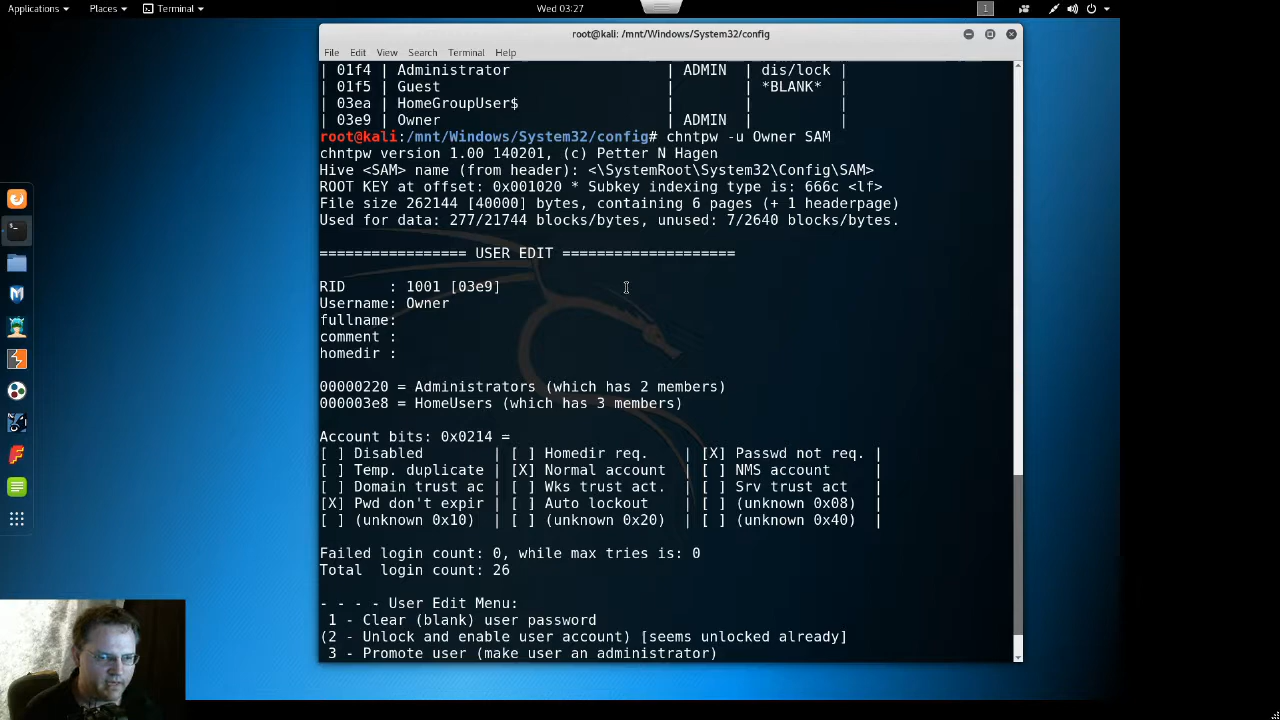 Applications Places Terminal Wed 03:27 1
root@kali: /mnt/Windows/System32/config
File Edit View Search Terminal Help
| 01f4 | Administrator | ADMIN | dis/lock |
| 01f5 | Guest | | *BLANK* |
| 03ea | HomeGroupUser$ | | |
| 03e9 | Owner | ADMIN | |
root@kali:/mnt/Windows/System32/config# chntpw -u Owner SAM
chntpw version 1.00 140201, (c) Petter N Hagen
Hive <SAM> name (from header): <\SystemRoot\System32\Config\SAM>
ROOT KEY at offset: 0x001020 * Subkey indexing type is: 666c <lf>
File size 262144 [40000] bytes, containing 6 pages (+ 1 headerpage)
Used for data: 277/21744 blocks/bytes, unused: 7/2640 blocks/bytes.
================= USER EDIT ====================
RID : 1001 [03e9]
Username: Owner
fullname:
comment :
homedir :
00000220 = Administrators (which has 2 members)
000003e8 = HomeUsers (which has 3 members)
Account bits: 0x0214 =
[ ] Disabled | [ ] Homedir req. | [X] Passwd not req. |
[ ] Temp. duplicate | [X] Normal account | [ ] NMS account |
[ ] Domain trust ac | [ ] Wks trust act. | [ ] Srv trust act |
[X] Pwd don't expir | [ ] Auto lockout | [ ] (unknown 0x08) |
[ ] (unknown 0x10) | [ ] (unknown 0x20) | [ ] (unknown 0x40) |
Failed login count: 0, while max tries is: 0
Total login count: 26
- - - - User Edit Menu:
1 - Clear (blank) user password
(2 - Unlock and enable user account) [seems unlocked already]
3 - Promote user (make user an administrator)